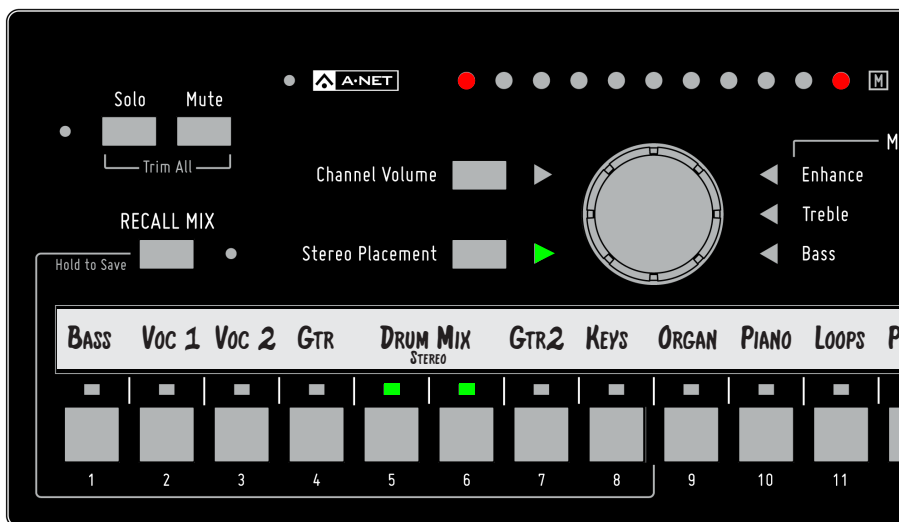 A•NET
M
Solo Mute
Trim All
M
Channel Volume
Enhance
Treble
RECALL MIX
Stereo Placement
Bass
Hold to Save
BASS VOC 1 VOC 2 GTR DRUM MIX GTR2 KEYS ORGAN PIANO LOOPS P
STEREO
1 2 3 4 5 6 7 8 9 10 11